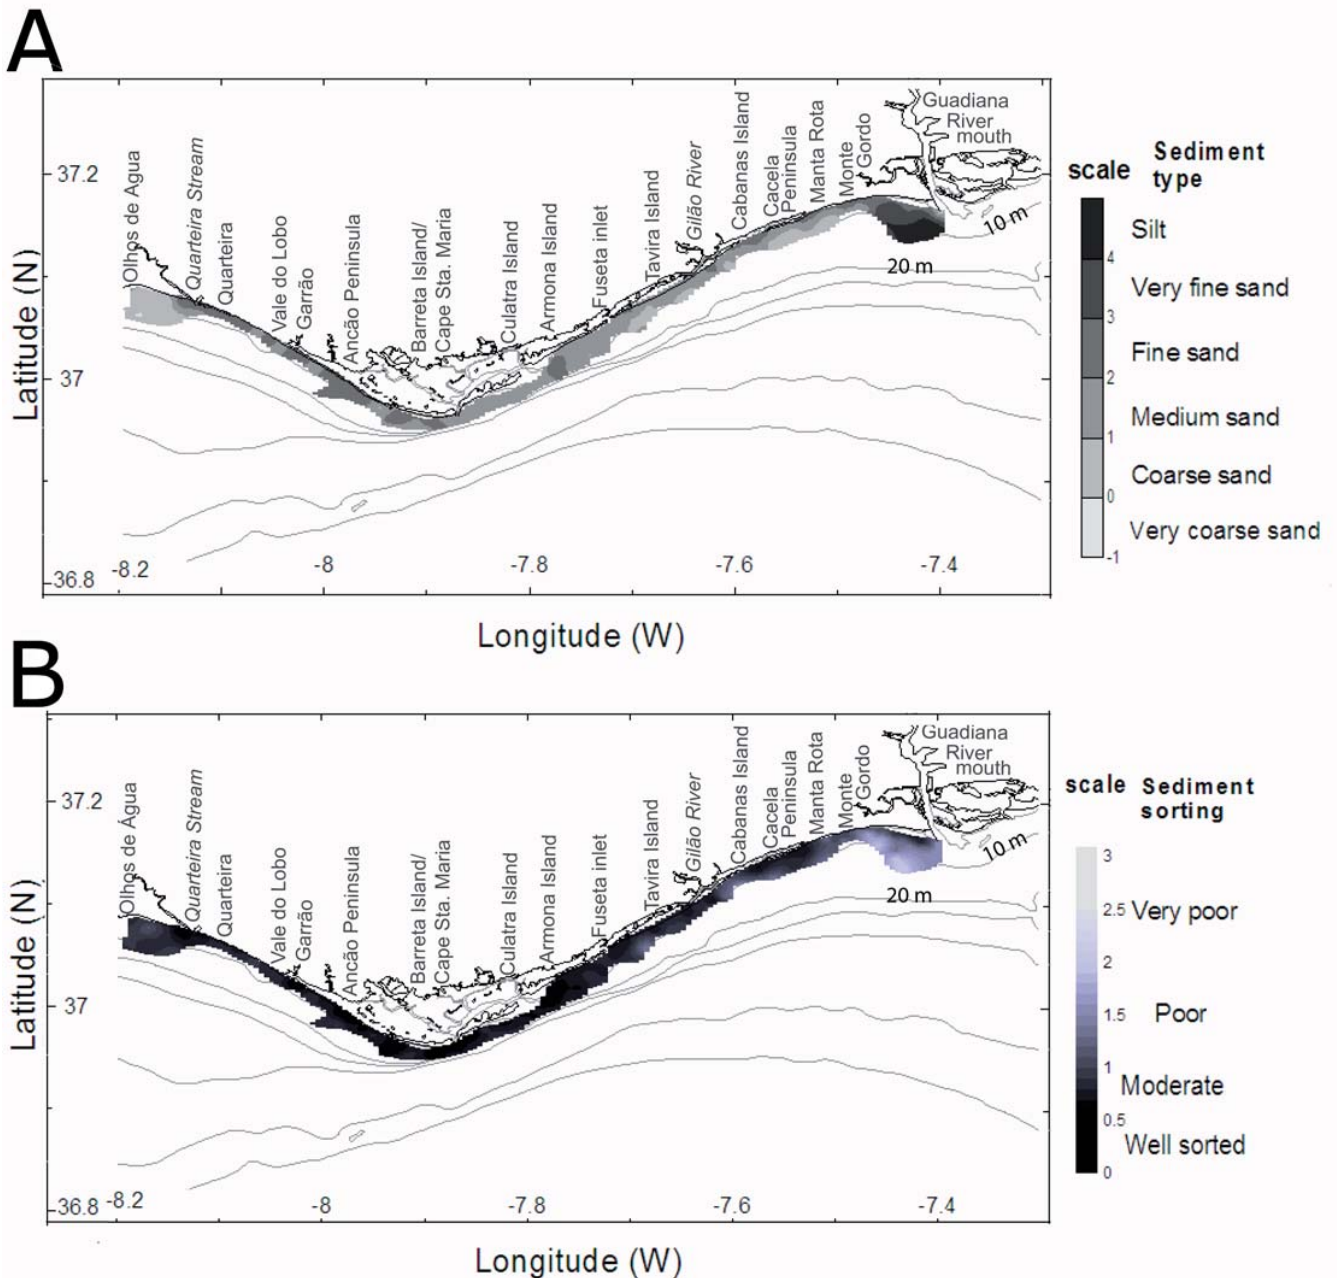 A
Olhos de Água
Quarteira Stream
Quarteira
Vale do Lobo
Garrão
Ancão Peninsula
Barreta Island/
Cape Sta. Maria
Culatra Island
Armona Island
Fuseta inlet
Tavira Island
Gilão River
Cabanas Island
Cacela
Peninsula
Manta Rota
Monte
Gordo
Guadiana
River
mouth
10 m
20 m
37.2
37
36.8
-8.2
-8
-7.8
-7.6
-7.4
Latitude (N)
Longitude (W)
scale
Sediment
type
Silt
4
Very fine sand
3
Fine sand
2
Medium sand
1
Coarse sand
0
Very coarse sand
-1
B
Olhos de Água
Quarteira Stream
Quarteira
Vale do Lobo
Garrão
Ancão Peninsula
Barreta Island/
Cape Sta. Maria
Culatra Island
Armona Island
Fuseta inlet
Tavira Island
Gilão River
Cabanas Island
Cacela
Peninsula
Manta Rota
Monte
Gordo
Guadiana
River
mouth
10 m
20 m
37.2
37
36.8
-8.2
-8
-7.8
-7.6
-7.4
Latitude (N)
Longitude (W)
scale
Sediment
sorting
3
2.5
Very poor
2
1.5
Poor
1
Moderate
0.5
Well sorted
0